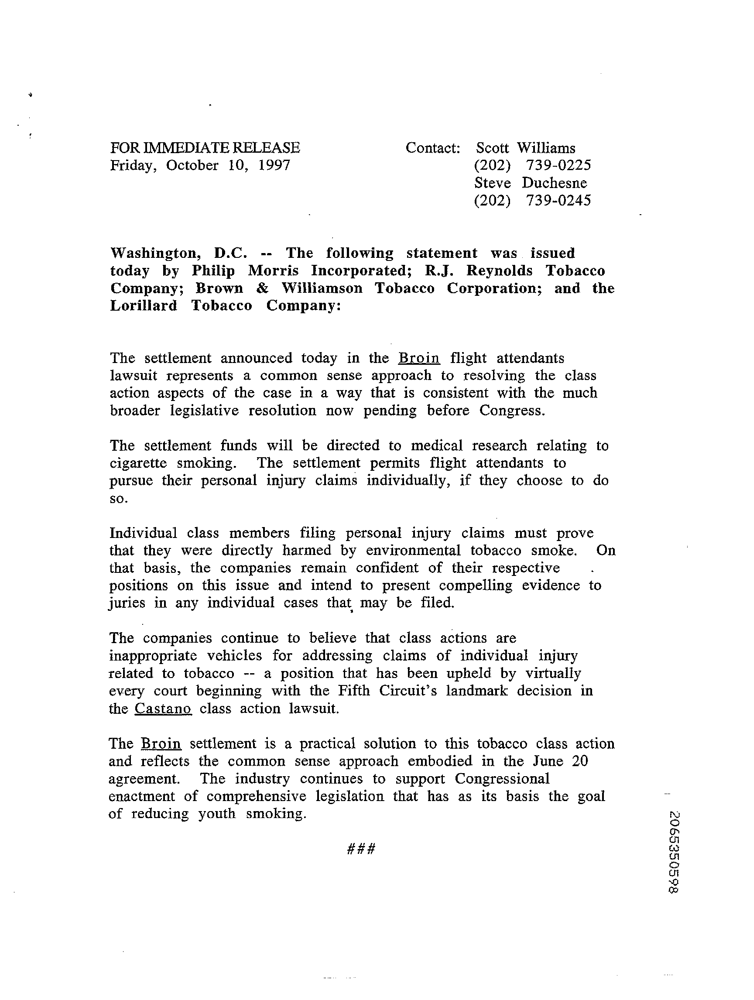 FOR IMMEDIATE RELEASE
Friday, October 10, 1997
Contact: Scott Williams
(202) 739-0225
Steve Duchesne
(202) 739-0245
Washington, D.C. -- The following statement was issued
today by Philip Morris Incorporated; R.J. Reynolds Tobacco
Company; Brown & Williamson Tobacco Corporation; and the
Lorillard Tobacco Company:
The settlement announced today in the Broin flight attendants
lawsuit represents a common sense approach to resolving the class
action aspects of the case in a way that is consistent with the much
broader legislative resolution now pending before Congress.
The settlement funds will be directed to medical research relating to
cigarette smoking. The settlement permits flight attendants to
pursue their personal injury claims individually, if they choose to do
so.
Individual class members filing personal injury claims must prove
that they were directly harmed by environmental tobacco smoke. On
that basis, the companies remain confident of their respective
positions on this issue and intend to present compelling evidence to
juries in any individual cases that may be filed.
The companies continue to believe that class actions are
inappropriate vehicles for addressing claims of individual injury
related to tobacco -- a position that has been upheld by virtually
every court beginning with the Fifth Circuit's landmark decision in
the Castano class action lawsuit.
The Broin settlement is a practical solution to this tobacco class action
and reflects the common sense approach embodied in the June 20
agreement. The industry continues to support Congressional
enactment of comprehensive legislation that has as its basis the goal
of reducing youth smoking.
###
2065350598